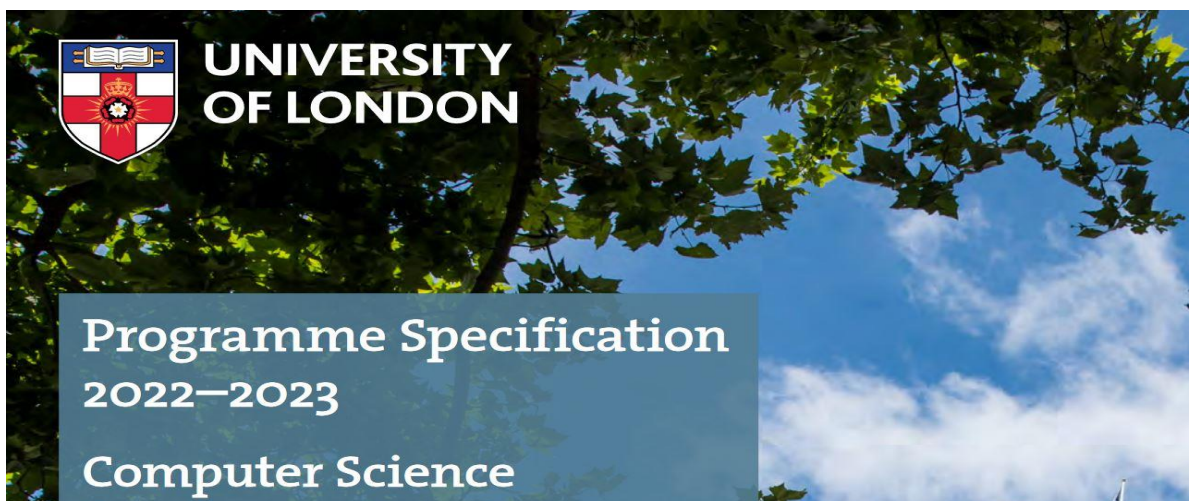 UNIVERSITY
OF LONDON
Programme Specification
2022–2023
Computer Science